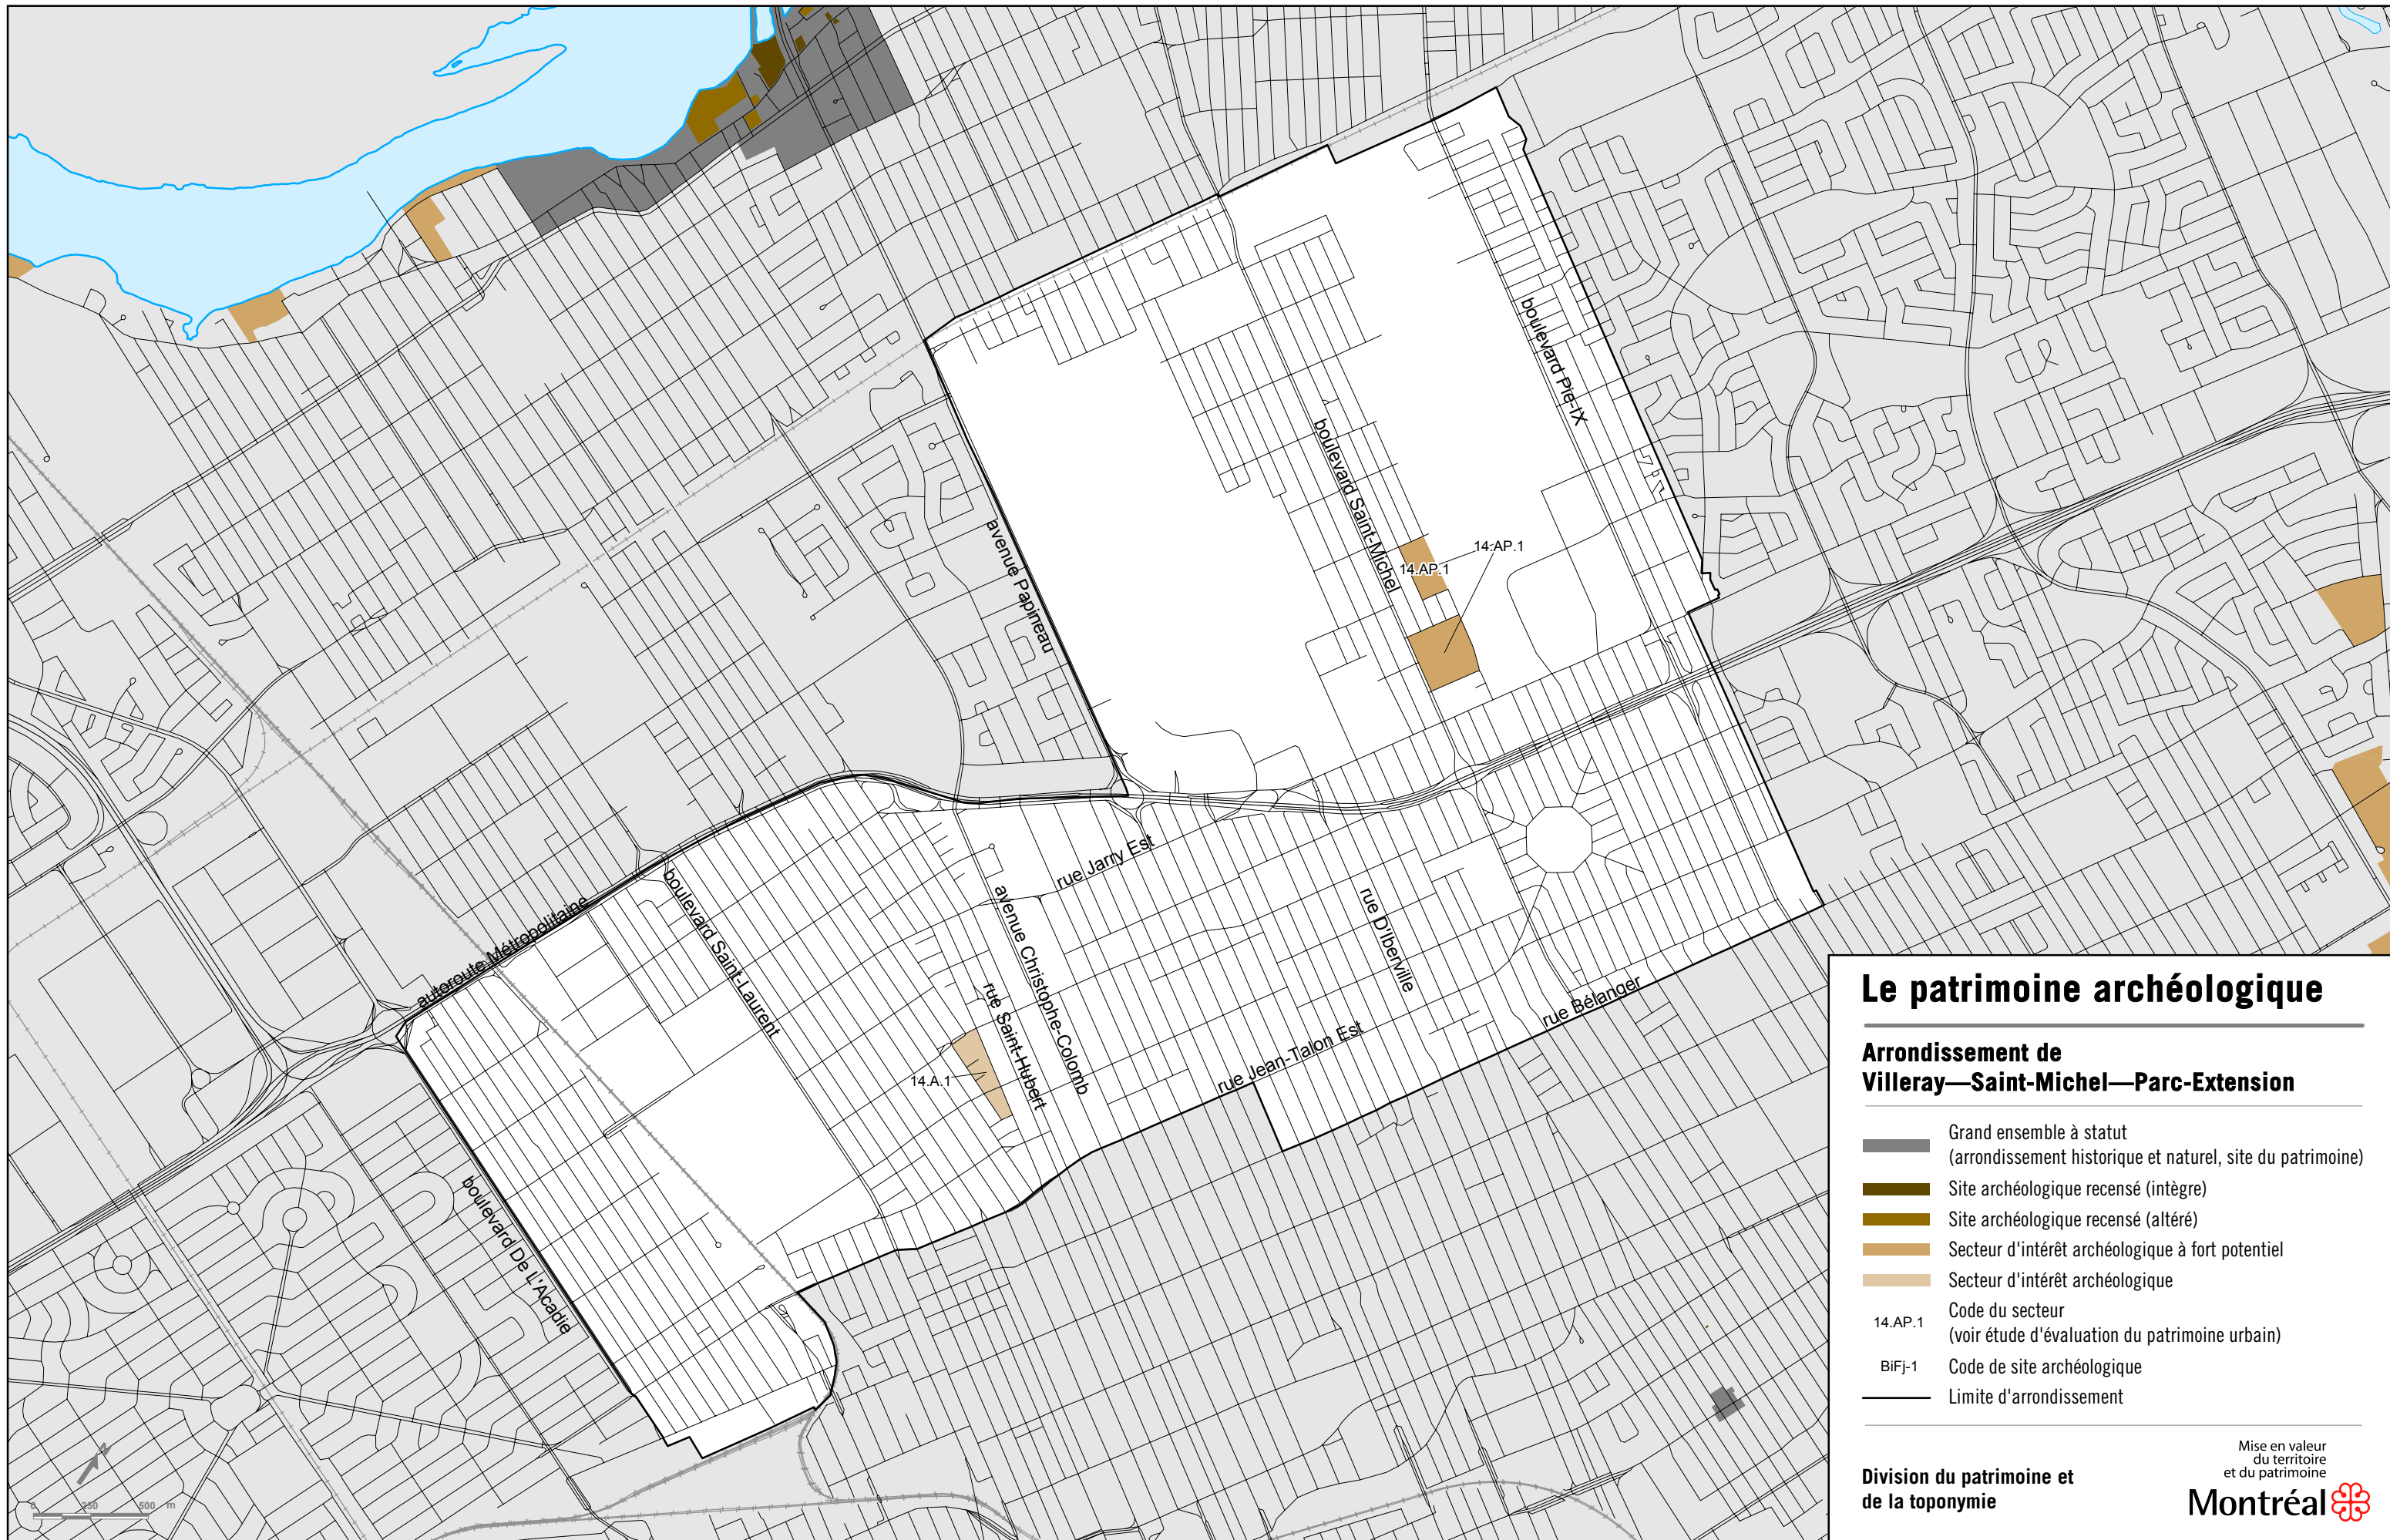 boulevard Pie-IX
boulevard Saint-Michel
14.AP.1
14.AP.1
avenue Papineau
rue Jarry Est
autoroute Métropolitaine
boulevard Saint-Laurent
avenue Christophe-Colomb
rue D'Iberville
rue Saint-Hubert
rue Bélanger
rue Jean-Talon Est
14.A.1
boulevard De L'Acadie
0 250 500 m
Le patrimoine archéologique
Arrondissement de
Villeray—Saint-Michel—Parc-Extension
Grand ensemble à statut
(arrondissement historique et naturel, site du patrimoine)
Site archéologique recensé (intègre)
Site archéologique recensé (altéré)
Secteur d'intérêt archéologique à fort potentiel
Secteur d'intérêt archéologique
14.AP.1 Code du secteur
(voir étude d'évaluation du patrimoine urbain)
BiFj-1 Code de site archéologique
Limite d'arrondissement
Division du patrimoine et
de la toponymie
Mise en valeur
du territoire
et du patrimoine
Montréal